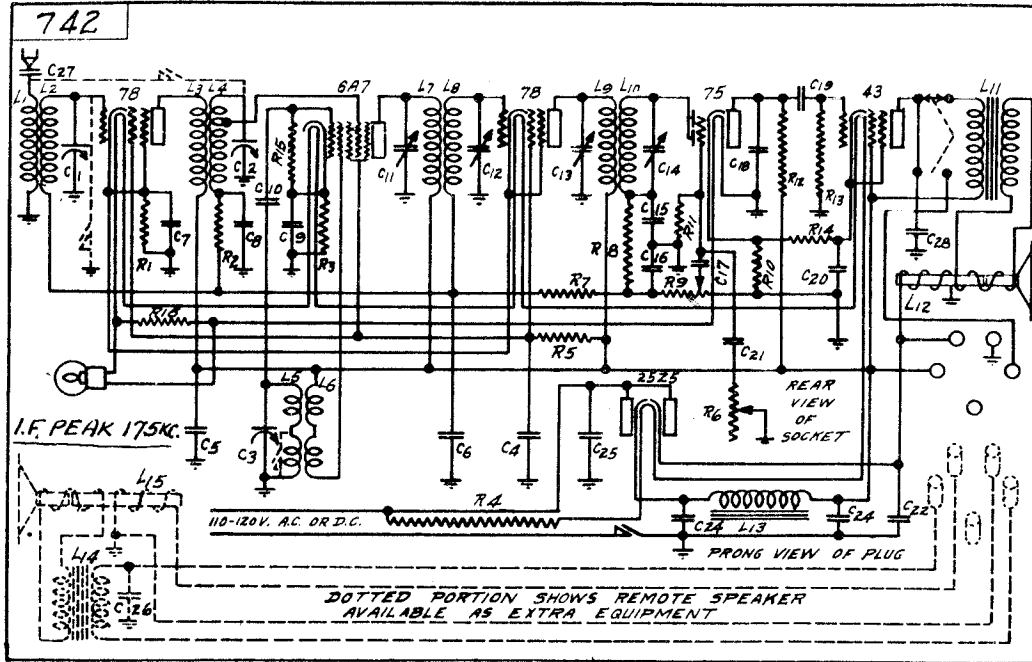 742
C27
L1
L2
78
L3
L4
6A7
L7
L8
78
L9
L10
75
C19
43
L11
C1
C2
R15
C10
C11
C12
C13
C14
C18
R12
R13
C7
C8
C9
R1
R2
R3
R8
C15
C16
R11
C17
R10
R14
C20
C28
L12
R7
R9
R5
C21
L5
L6
25Z5
R6
REAR
VIEW
OF
SOCKET
I.F. PEAK 175KC.
C5
C3
C6
C4
C25
L15
R4
110-120V. A.C. OR D.C.
C24
L13
C24
C22
PRONG VIEW OF PLUG
L14
C26
DOTTED PORTION SHOWS REMOTE SPEAKER
AVAILABLE AS EXTRA EQUIPMENT